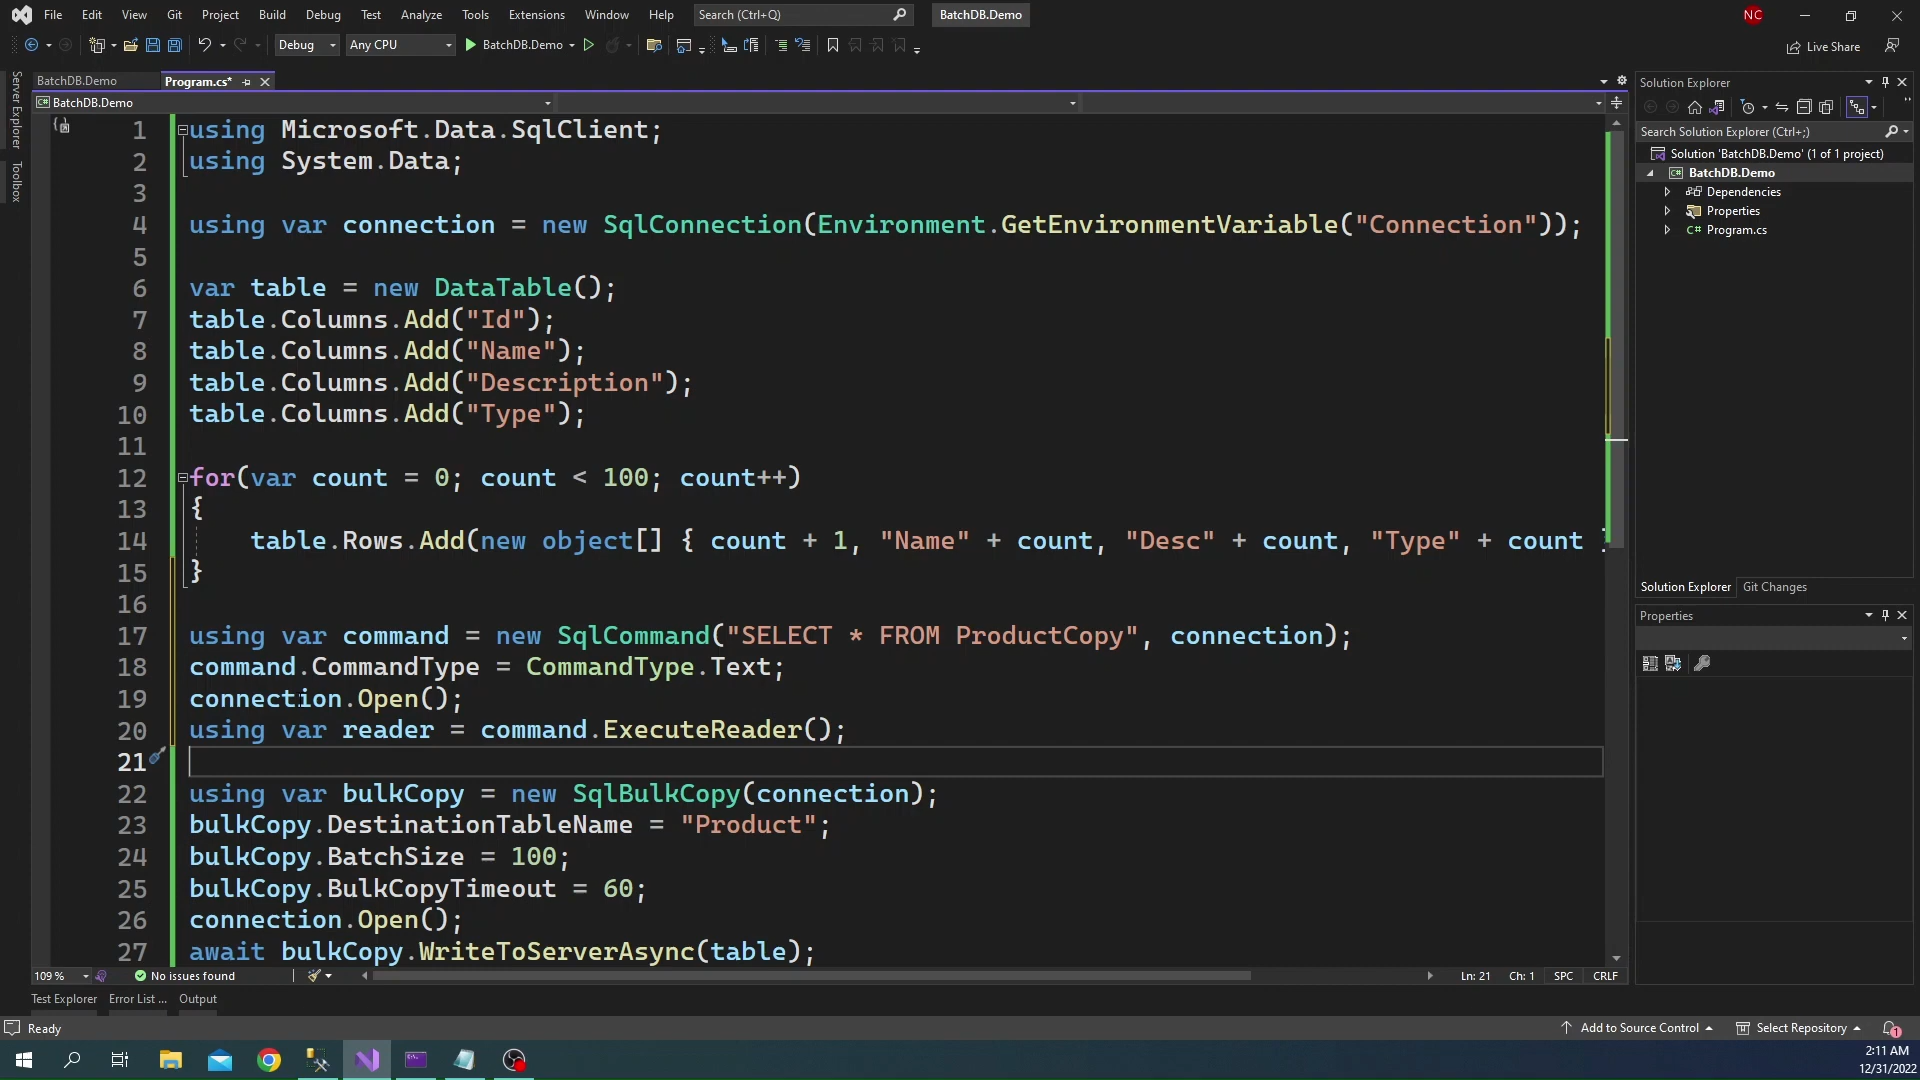 File Edit View Git Project Build Debug Test Analyze Tools Extensions Window Help Search (Ctrl+Q) BatchDB.Demo NC
Debug Any CPU BatchDB.Demo Live Share
BatchDB.Demo Program.cs*
BatchDB.Demo
Server Explorer
Toolbox
1 using Microsoft.Data.SqlClient;
2 using System.Data;
3
4 using var connection = new SqlConnection(Environment.GetEnvironmentVariable("Connection"));
5
6 var table = new DataTable();
7 table.Columns.Add("Id");
8 table.Columns.Add("Name");
9 table.Columns.Add("Description");
10 table.Columns.Add("Type");
11
12 for(var count = 0; count < 100; count++)
13 {
14 table.Rows.Add(new object[] { count + 1, "Name" + count, "Desc" + count, "Type" + count
15 }
16
17 using var command = new SqlCommand("SELECT * FROM ProductCopy", connection);
18 command.CommandType = CommandType.Text;
19 connection.Open();
20 using var reader = command.ExecuteReader();
21
22 using var bulkCopy = new SqlBulkCopy(connection);
23 bulkCopy.DestinationTableName = "Product";
24 bulkCopy.BatchSize = 100;
25 bulkCopy.BulkCopyTimeout = 60;
26 connection.Open();
27 await bulkCopy.WriteToServerAsync(table);
109 % No issues found Ln: 21 Ch: 1 SPC CRLF
Test Explorer Error List ... Output
Solution Explorer
Search Solution Explorer (Ctrl+;)
Solution 'BatchDB.Demo' (1 of 1 project)
BatchDB.Demo
Dependencies
Properties
C# Program.cs
Solution Explorer Git Changes
Properties
Ready Add to Source Control Select Repository 1
2:11 AM
12/31/2022